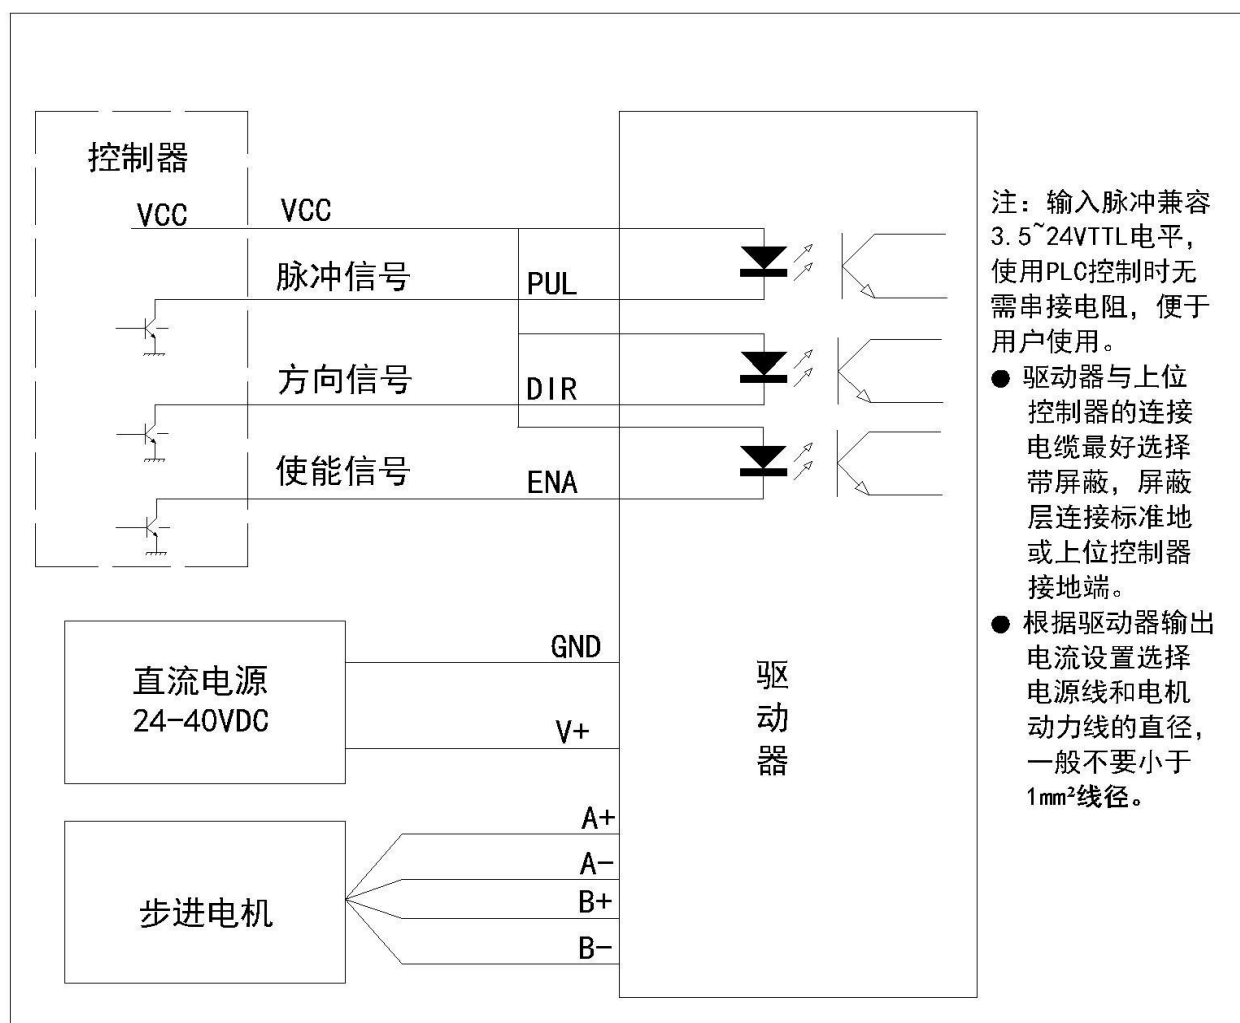 控制器
VCC
VCC
脉冲信号
PUL
方向信号
DIR
使能信号
ENA
直流电源
24-40VDC
GND
V+
步进电机
A+
A-
B+
B-
驱
动
器
注：输入脉冲兼容
3.5~24VTTL电平，
使用PLC控制时无
需串接电阻，便于
用户使用。
● 驱动器与上位
控制器的连接
电缆最好选择
带屏蔽，屏蔽
层连接标准地
或上位控制器
接地端。
● 根据驱动器输出
电流设置选择
电源线和电机
动力线的直径，
一般不要小于
1mm²线径。